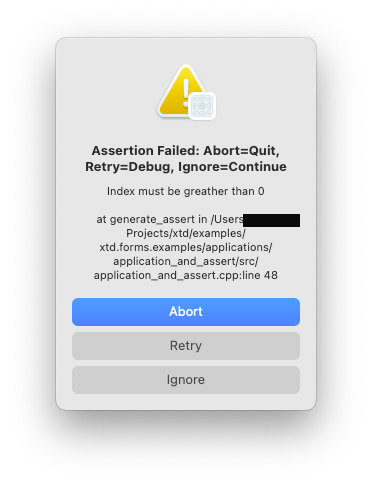 Assertion Failed: Abort=Quit,
Retry=Debug, Ignore=Continue
Index must be greather than 0
at generate_assert in /Users
Projects/xtd/examples/
xtd.forms.examples/applications/
application_and_assert/src/
application_and_assert.cpp:line 48
Abort
Retry
Ignore